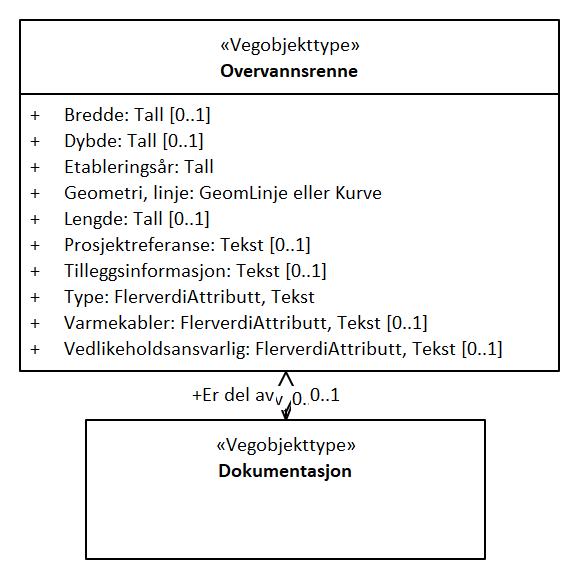 «Vegobjekttype»
Overvannsrenne
+ Bredde: Tall [0..1]
+ Dybde: Tall [0..1]
+ Etableringsår: Tall
+ Geometri, linje: GeomLinje eller Kurve
+ Lengde: Tall [0..1]
+ Prosjektreferanse: Tekst [0..1]
+ Tilleggsinformasjon: Tekst [0..1]
+ Type: FlerverdiAttributt, Tekst
+ Varmekabler: FlerverdiAttributt, Tekst [0..1]
+ Vedlikeholdsansvarlig: FlerverdiAttributt, Tekst [0..1]
+Er del av 0..1
«Vegobjekttype»
Dokumentasjon